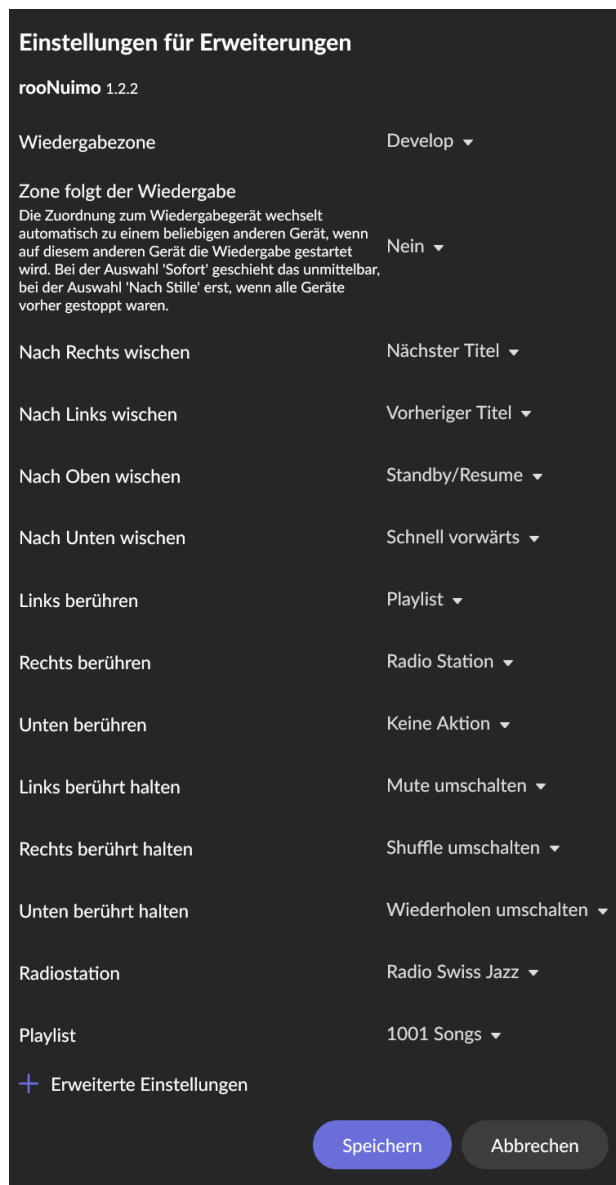 Einstellungen für Erweiterungen
rooNuimo 1.2.2
Wiedergabezone Develop
Zone folgt der Wiedergabe
Die Zuordnung zum Wiedergabegerät wechselt
automatisch zu einem beliebigen anderen Gerät, wenn
auf diesem anderen Gerät die Wiedergabe gestartet
wird. Bei der Auswahl 'Sofort' geschieht das unmittelbar,
bei der Auswahl 'Nach Stille' erst, wenn alle Geräte
vorher gestoppt waren.
Nein
Nach Rechts wischen Nächster Titel
Nach Links wischen Vorheriger Titel
Nach Oben wischen Standby/Resume
Nach Unten wischen Schnell vorwärts
Links berühren Playlist
Rechts berühren Radio Station
Unten berühren Keine Aktion
Links berührt halten Mute umschalten
Rechts berührt halten Shuffle umschalten
Unten berührt halten Wiederholen umschalten
Radiostation Radio Swiss Jazz
Playlist 1001 Songs
+ Erweiterte Einstellungen
Speichern Abbrechen